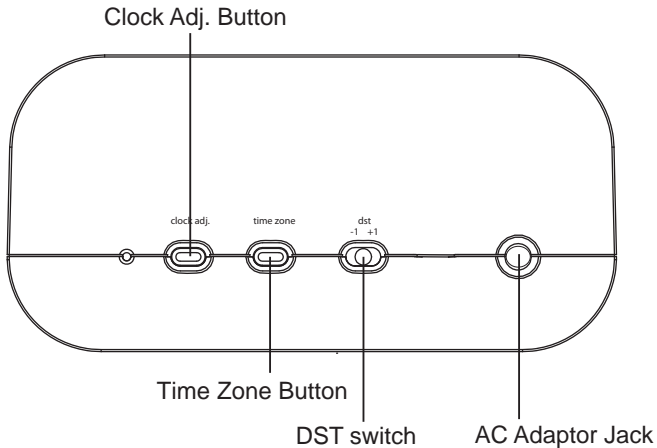 Clock Adj. Button
clock adj. time zone dst
-1 +1
Time Zone Button
DST switch AC Adaptor Jack